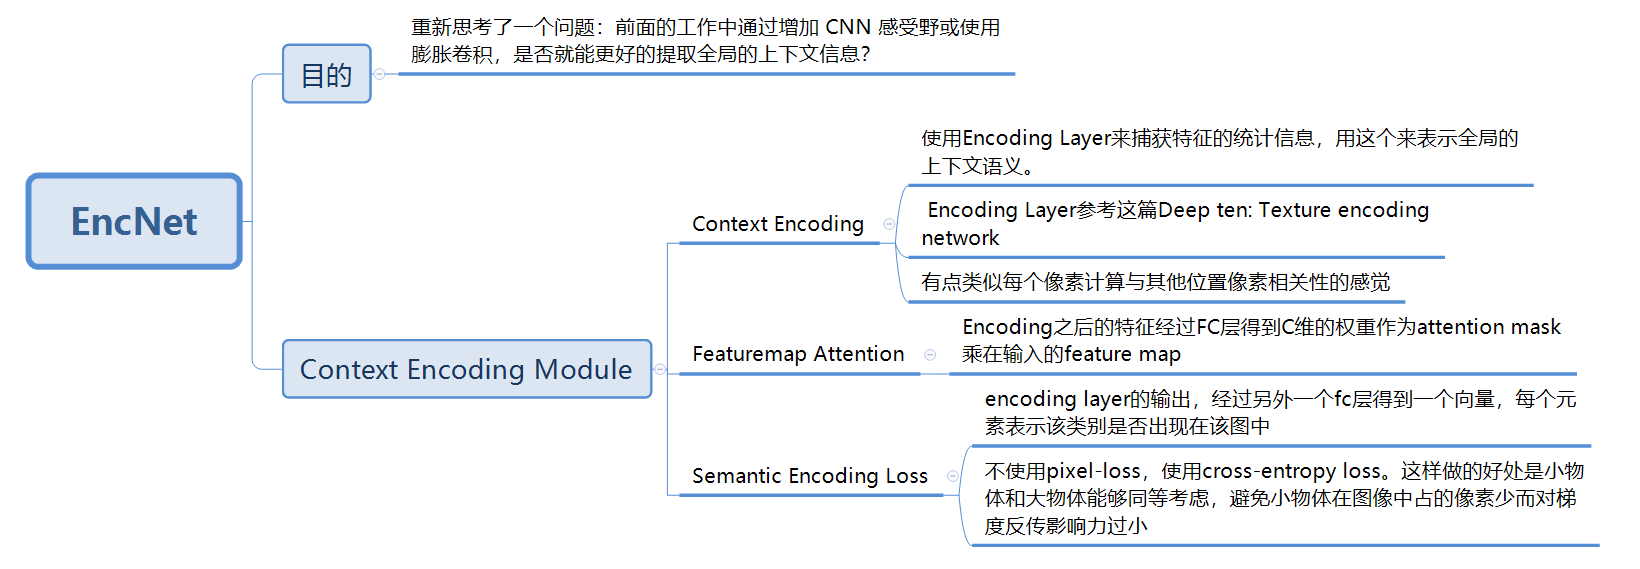 重新思考了一个问题：前面的工作中通过增加 CNN 感受野或使用
膨胀卷积，是否就能更好的提取全局的上下文信息？
目的
使用Encoding Layer来捕获特征的统计信息，用这个来表示全局的
上下文语义。
Encoding Layer参考这篇Deep ten: Texture encoding
network
有点类似每个像素计算与其他位置像素相关性的感觉
Context Encoding
EncNet
Encoding之后的特征经过FC层得到C维的权重作为attention mask
乘在输入的feature map
Featuremap Attention
Context Encoding Module
encoding layer的输出，经过另外一个fc层得到一个向量，每个元
素表示该类别是否出现在该图中
Semantic Encoding Loss
不使用pixel-loss，使用cross-entropy loss。这样做的好处是小物
体和大物体能够同等考虑，避免小物体在图像中占的像素少而对梯
度反传影响力过小